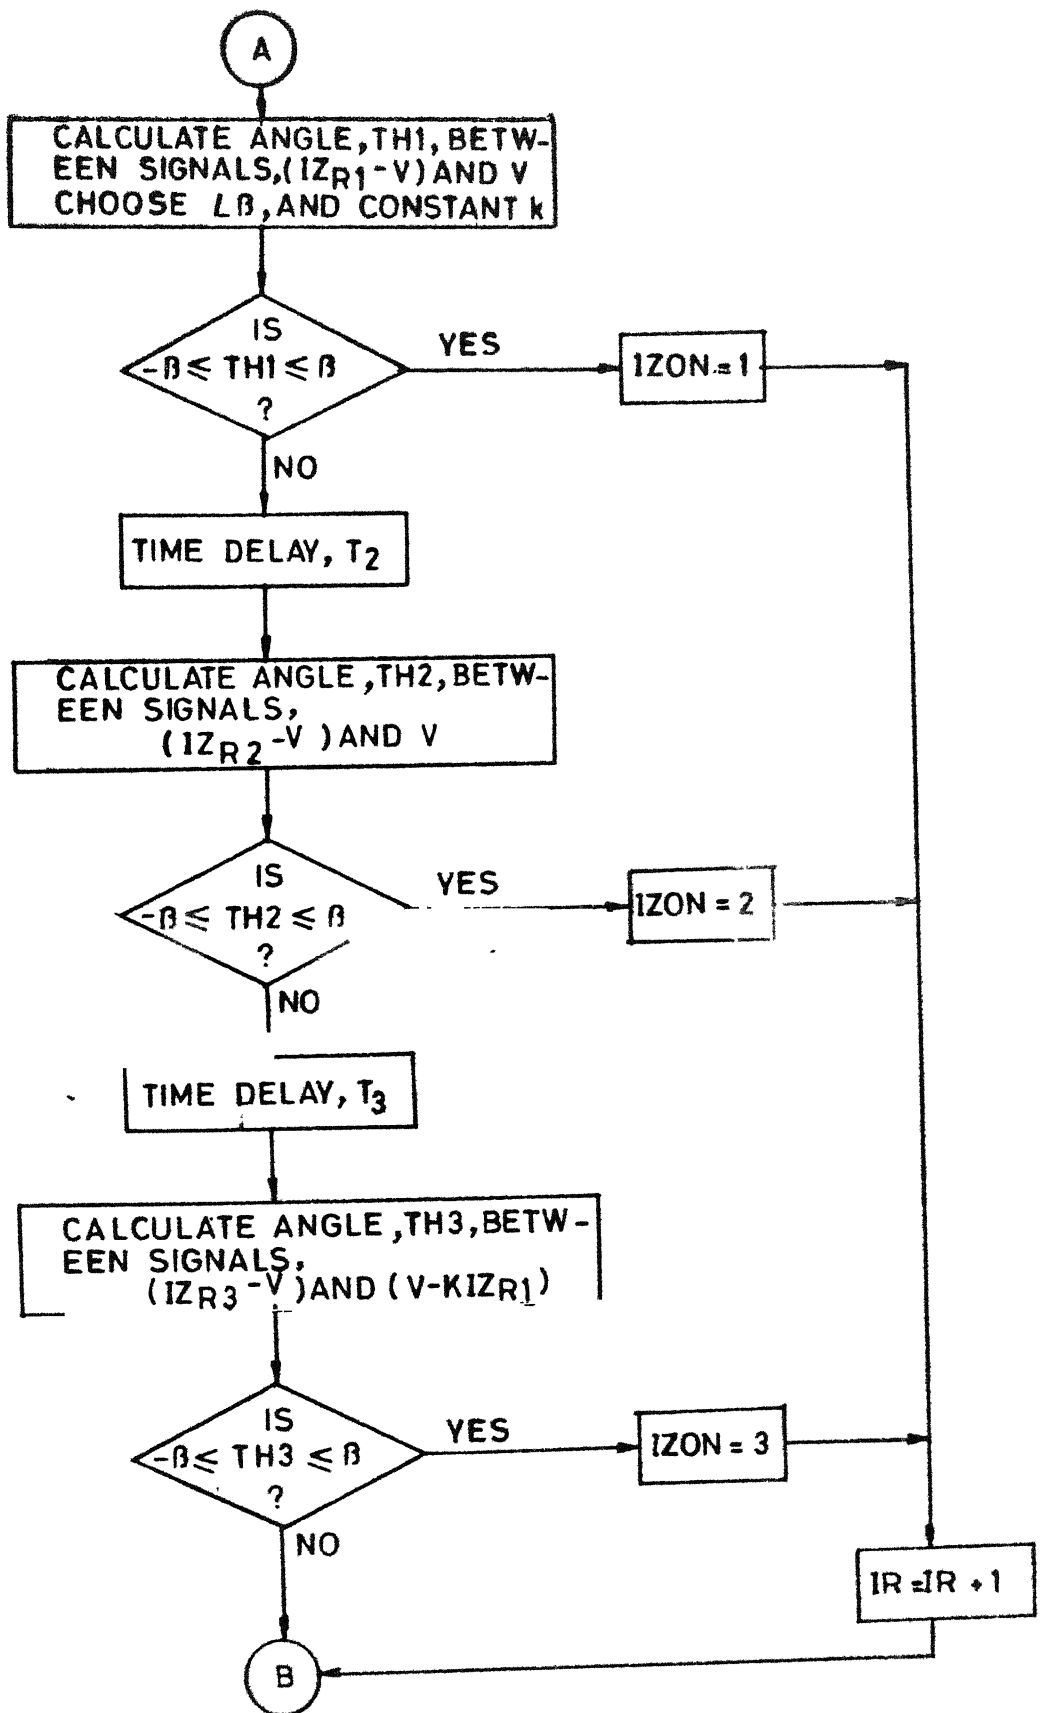 A
CALCULATE ANGLE, TH1, BETW-
EEN SIGNALS, (IZR1-V) AND V
CHOOSE ∠β, AND CONSTANT k
IS
-β ≤ TH1 ≤ β
?
YES
IZON = 1
NO
TIME DELAY, T2
CALCULATE ANGLE, TH2, BETW-
EEN SIGNALS,
(IZR2-V) AND V
IS
-β ≤ TH2 ≤ β
?
YES
IZON = 2
NO
TIME DELAY, T3
CALCULATE ANGLE, TH3, BETW-
EEN SIGNALS,
(IZR3-V) AND (V-KIZR1)
IS
-β ≤ TH3 ≤ β
?
YES
IZON = 3
NO
IR = IR + 1
B